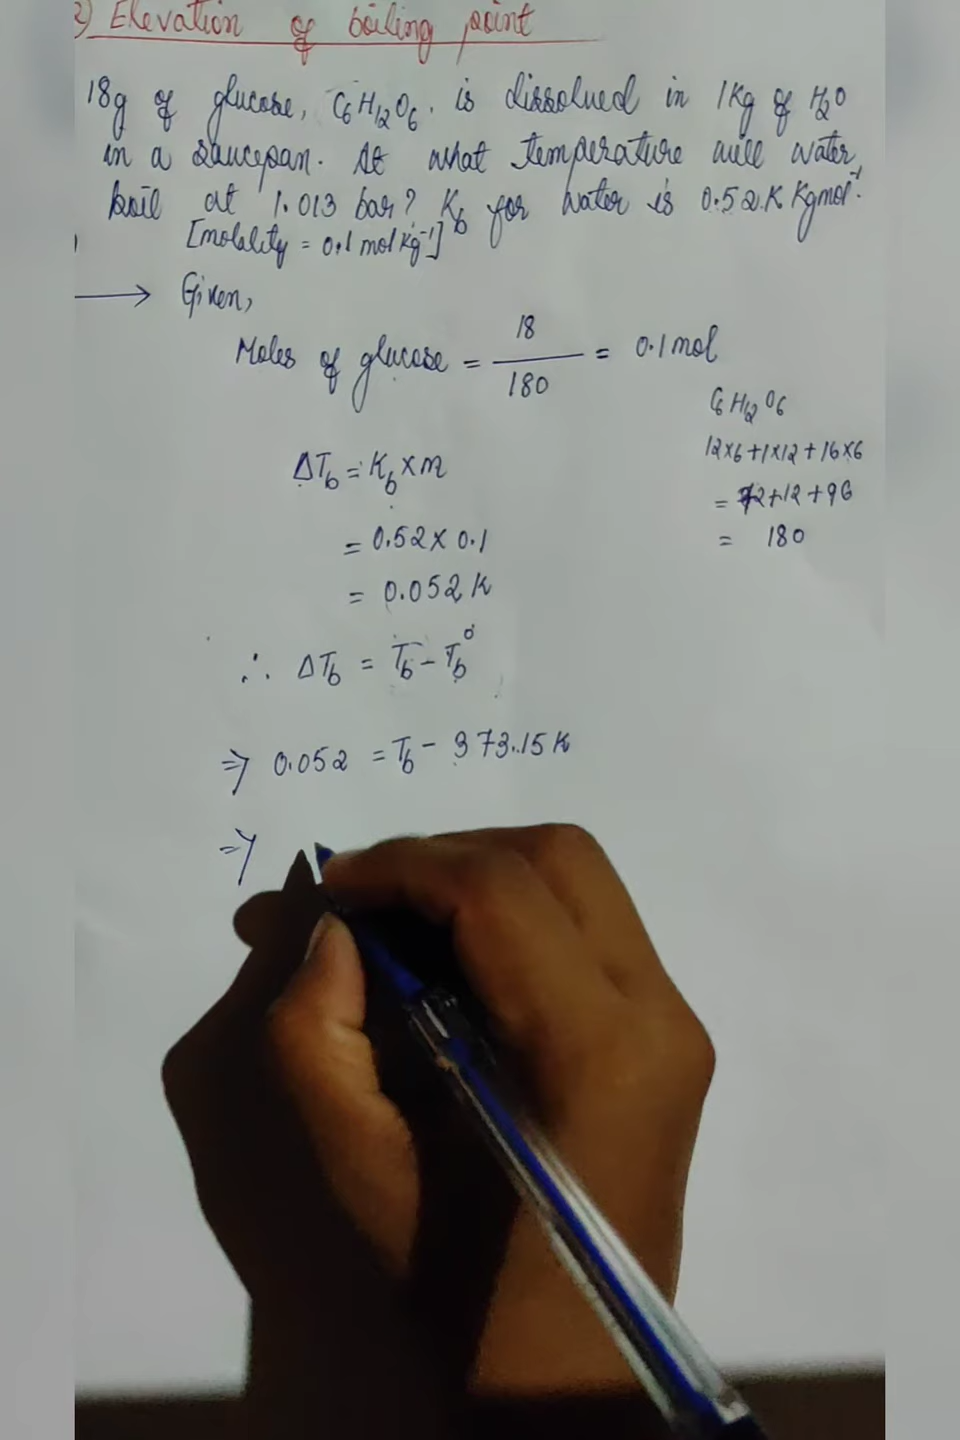 2) Elevation of boiling point
18g of glucose, C6H12O6. is dissolved in 1Kg of H2O
in a saucepan. At what temperature will water
boil at 1.013 bar? Kb for water is 0.52 K Kgmol⁻¹.
[molality = 0.1 mol Kg⁻¹]
→ Given,
Moles of glucose = 18/180 = 0.1 mol
C6H12O6
12×6+1×12+16×6
= 72+12+96
= 180
ΔTb = Kb × m
= 0.52 × 0.1
= 0.052 K
∴ ΔTb = Tb - Tb°
⇒ 0.052 = Tb - 373.15 K
⇒